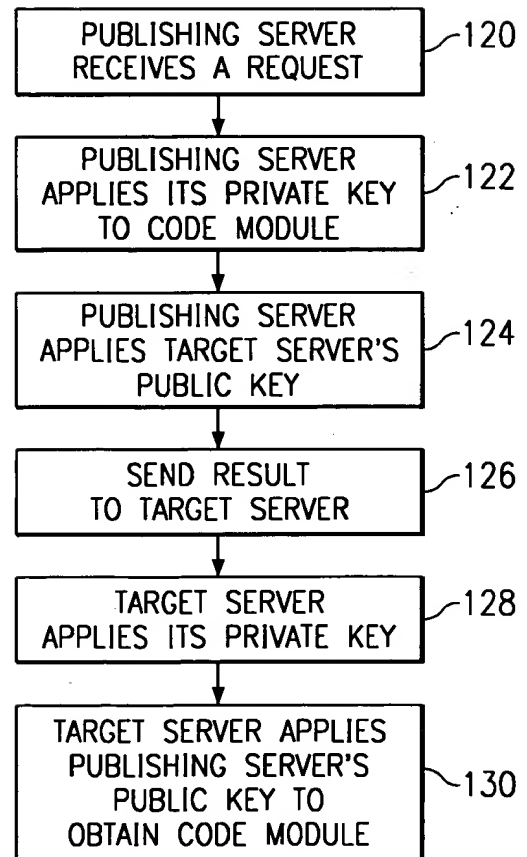 PUBLISHING SERVER
RECEIVES A REQUEST
120
PUBLISHING SERVER
APPLIES ITS PRIVATE KEY
TO CODE MODULE
122
PUBLISHING SERVER
APPLIES TARGET SERVER'S
PUBLIC KEY
124
SEND RESULT
TO TARGET SERVER
126
TARGET SERVER
APPLIES ITS PRIVATE KEY
128
TARGET SERVER APPLIES
PUBLISHING SERVER'S
PUBLIC KEY TO
OBTAIN CODE MODULE
130